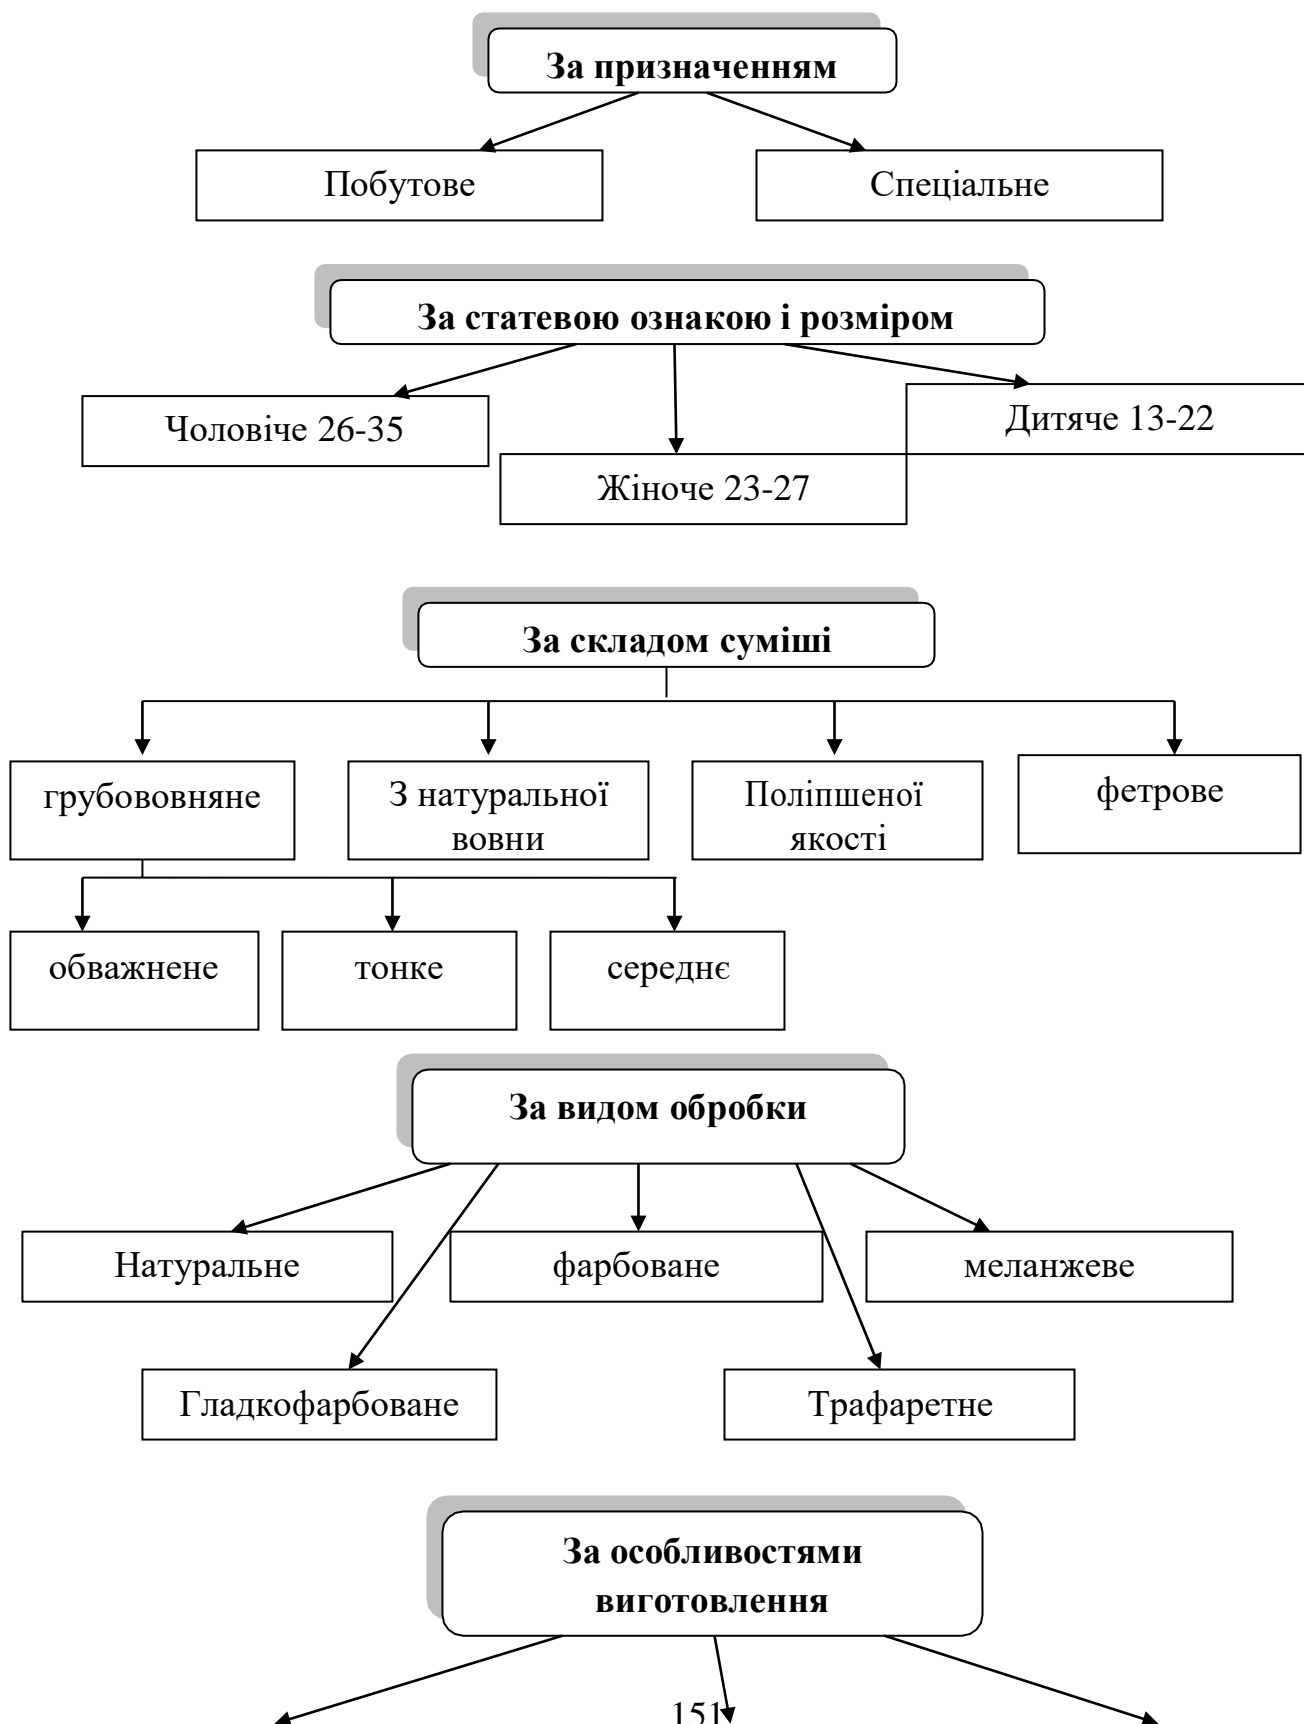 За призначенням
Побутове
Спеціальне
За статевою ознакою і розміром
Чоловіче 26-35
Дитяче 13-22
Жіноче 23-27
За складом суміші
грубововняне
З натуральної
вовни
Поліпшеної
якості
фетрове
обважнене
тонке
середнє
За видом обробки
Натуральне
фарбоване
меланжеве
Гладкофарбоване
Трафаретне
За особливостями
виготовлення
151